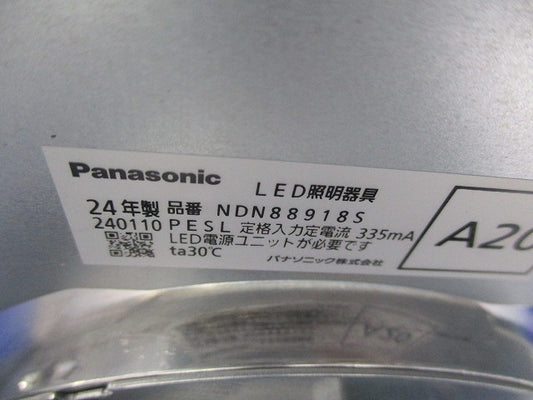 Panasonic
LED照明器具
24年製 品番 NDN88918S
240110 PESL 定格入力定電流 335mA
LED電源ユニットが必要です
ta30℃
パナソニック株式会社
A20